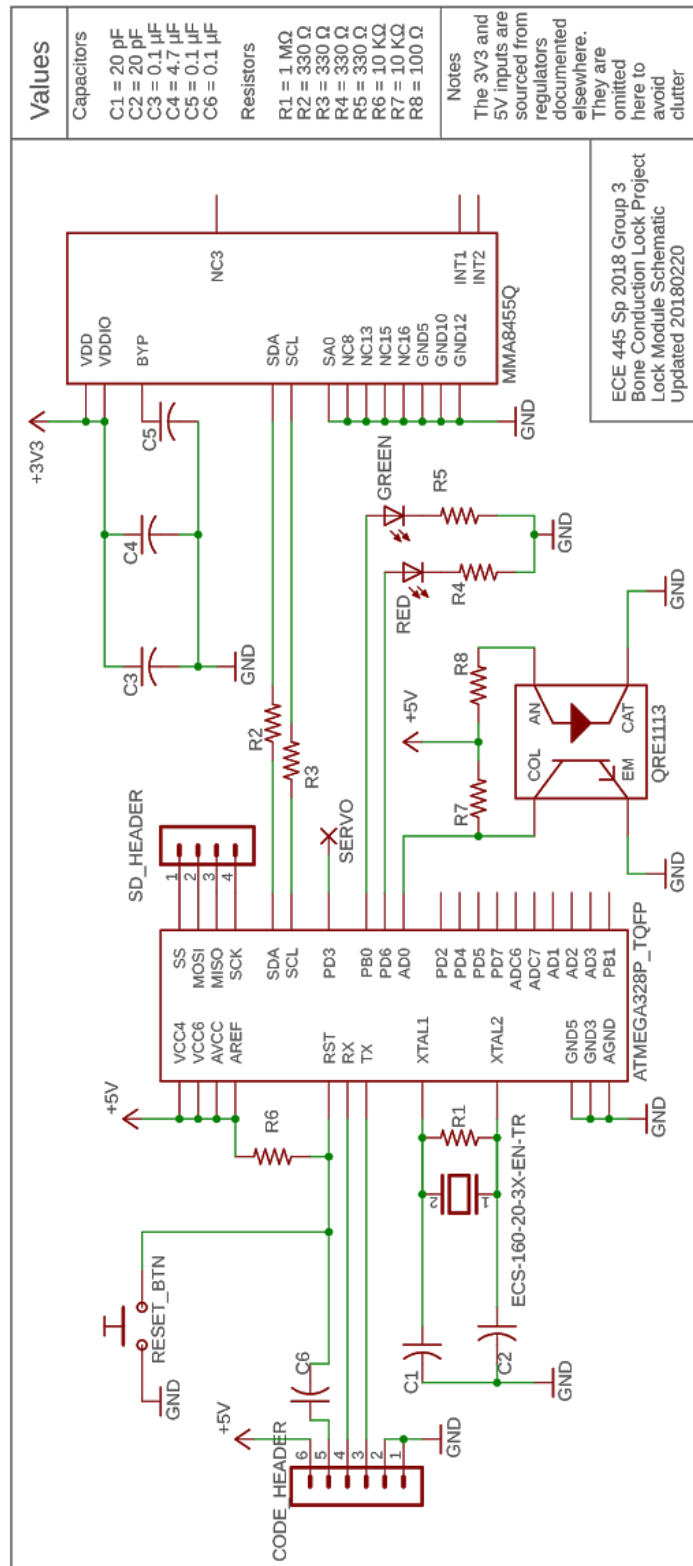 Values
Capacitors
C1 = 20 pF
C2 = 20 pF
C3 = 0.1 µF
C4 = 4.7 µF
C5 = 0.1 µF
C6 = 0.1 µF
Resistors
R1 = 1 MΩ
R2 = 330 Ω
R3 = 330 Ω
R4 = 330 Ω
R5 = 330 Ω
R6 = 10 KΩ
R7 = 10 KΩ
R8 = 100 Ω
Notes
The 3V3 and
5V inputs are
sourced from
regulators
documented
elsewhere.
They are
omitted
here to
avoid
clutter
ECE 445 Sp 2018 Group 3
Bone Conduction Lock Project
Lock Module Schematic
Updated 20180220
+3V3
C3
C4
C5
GND
VDD
VDDIO
BYP
SDA
SCL
SA0
NC8
NC13
NC15
NC16
GND5
GND10
GND12
NC3
INT1
INT2
MMA8455Q
GND
R2
R3
SD_HEADER
1
2
3
4
SERVO
RED
GREEN
R4
R5
GND
+5V
R7
R8
COL
EM
AN
CAT
QRE1113
GND
GND
+5V
VCC4
VCC6
AVCC
AREF
RST
RX
TX
XTAL1
XTAL2
GND5
GND3
AGND
SS
MOSI
MISO
SCK
SDA
SCL
PD3
PB0
PD6
AD0
PD2
PD4
PD5
PD7
ADC6
ADC7
AD1
AD2
AD3
PB1
ATMEGA328P_TQFP
GND
R6
RESET_BTN
GND
+5V
C6
CODE_HEADER
6
5
4
3
2
1
GND
C1
C2
GND
2
1
R1
ECS-160-20-3X-EN-TR